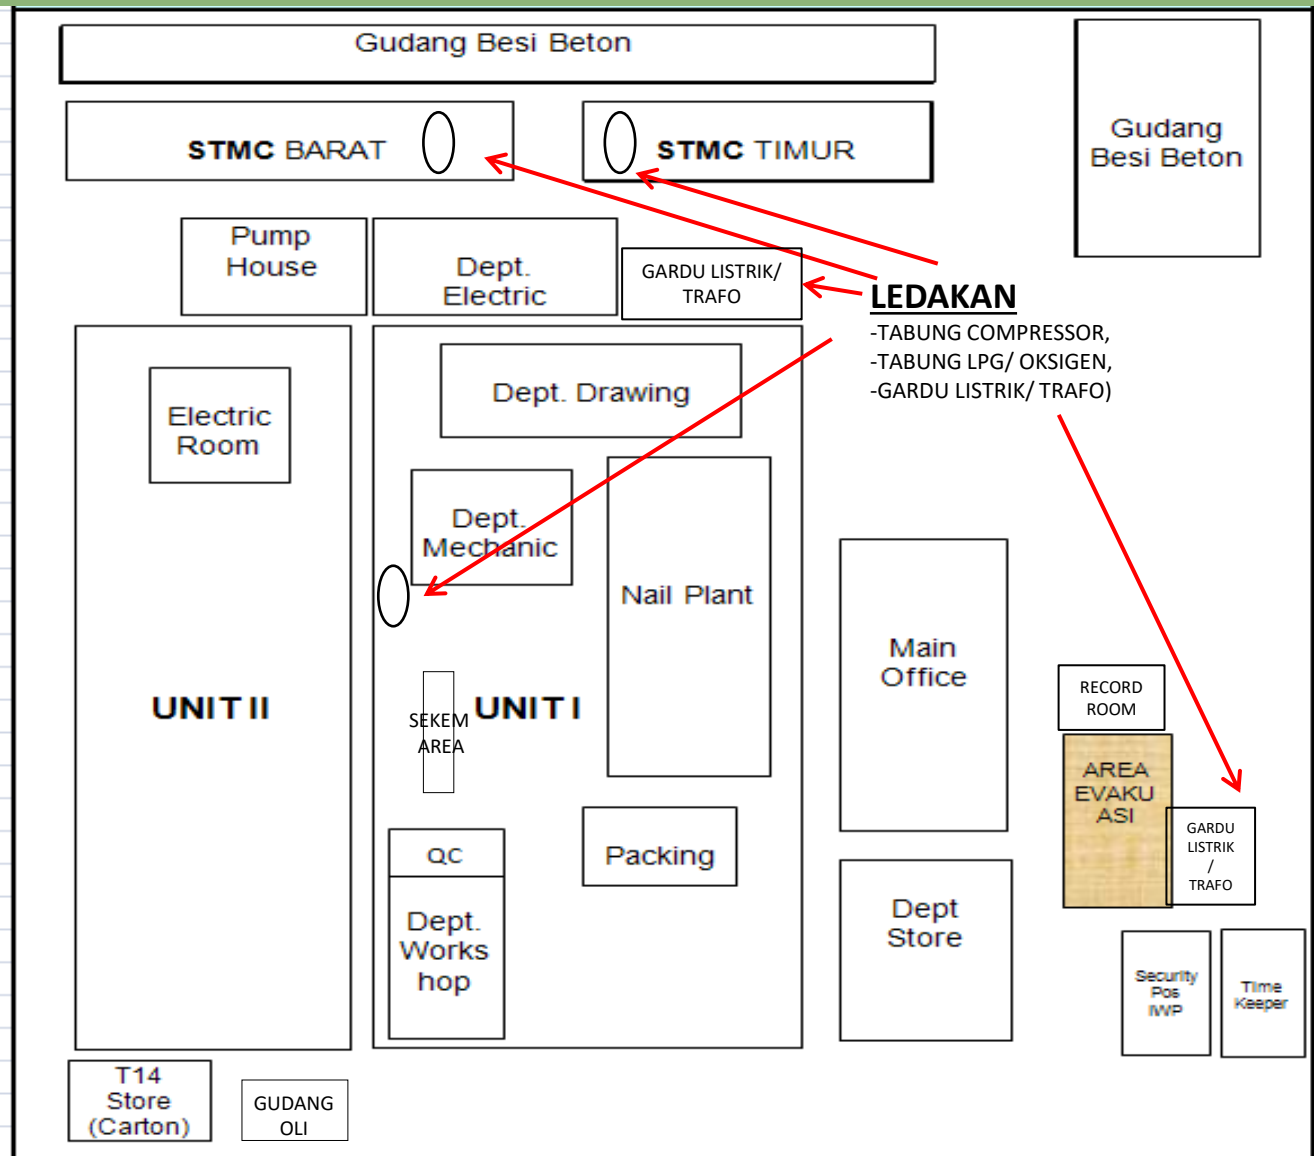 Gudang Besi Beton
STMC BARAT
STMC TIMUR
Gudang
Besi Beton
Pump
House
Dept.
Electric
GARDU LISTRIK/
TRAFO
LEDAKAN
-TABUNG COMPRESSOR,
-TABUNG LPG/ OKSIGEN,
-GARDU LISTRIK/ TRAFO)
Electric
Room
Dept. Drawing
Dept.
Mechanic
Nail Plant
Main
Office
UNIT II
SEKEM
AREA
UNIT I
RECORD
ROOM
AREA
EVAKU
ASI
GARDU
LISTRIK
/
TRAFO
QC
Dept.
Works
hop
Packing
Dept
Store
Security
Pos
IWP
Time
Keeper
T14
Store
(Carton)
GUDANG
OLI